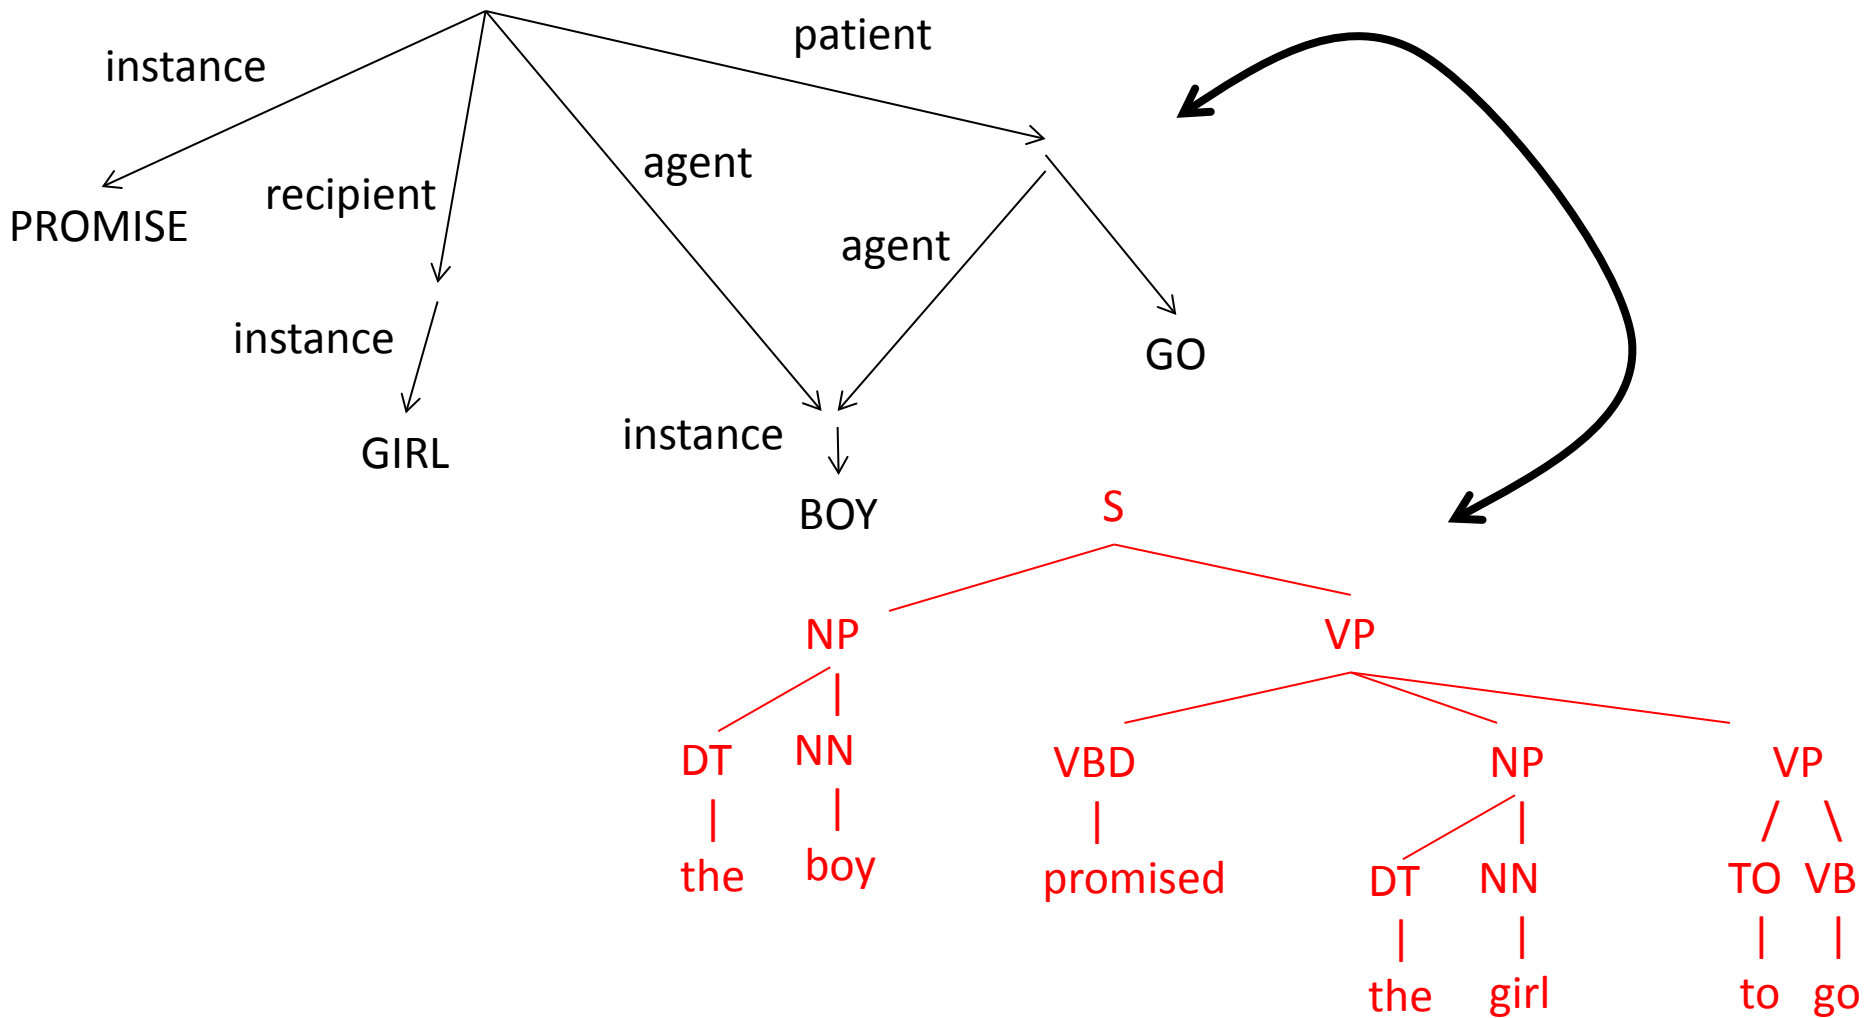 patient
instance
agent
recipient
PROMISE
agent
instance
GO
instance
GIRL
BOY
S
NP VP
DT NN VBD NP VP
| | | / \
the boy promised DT NN TO VB
| | | |
the girl to go